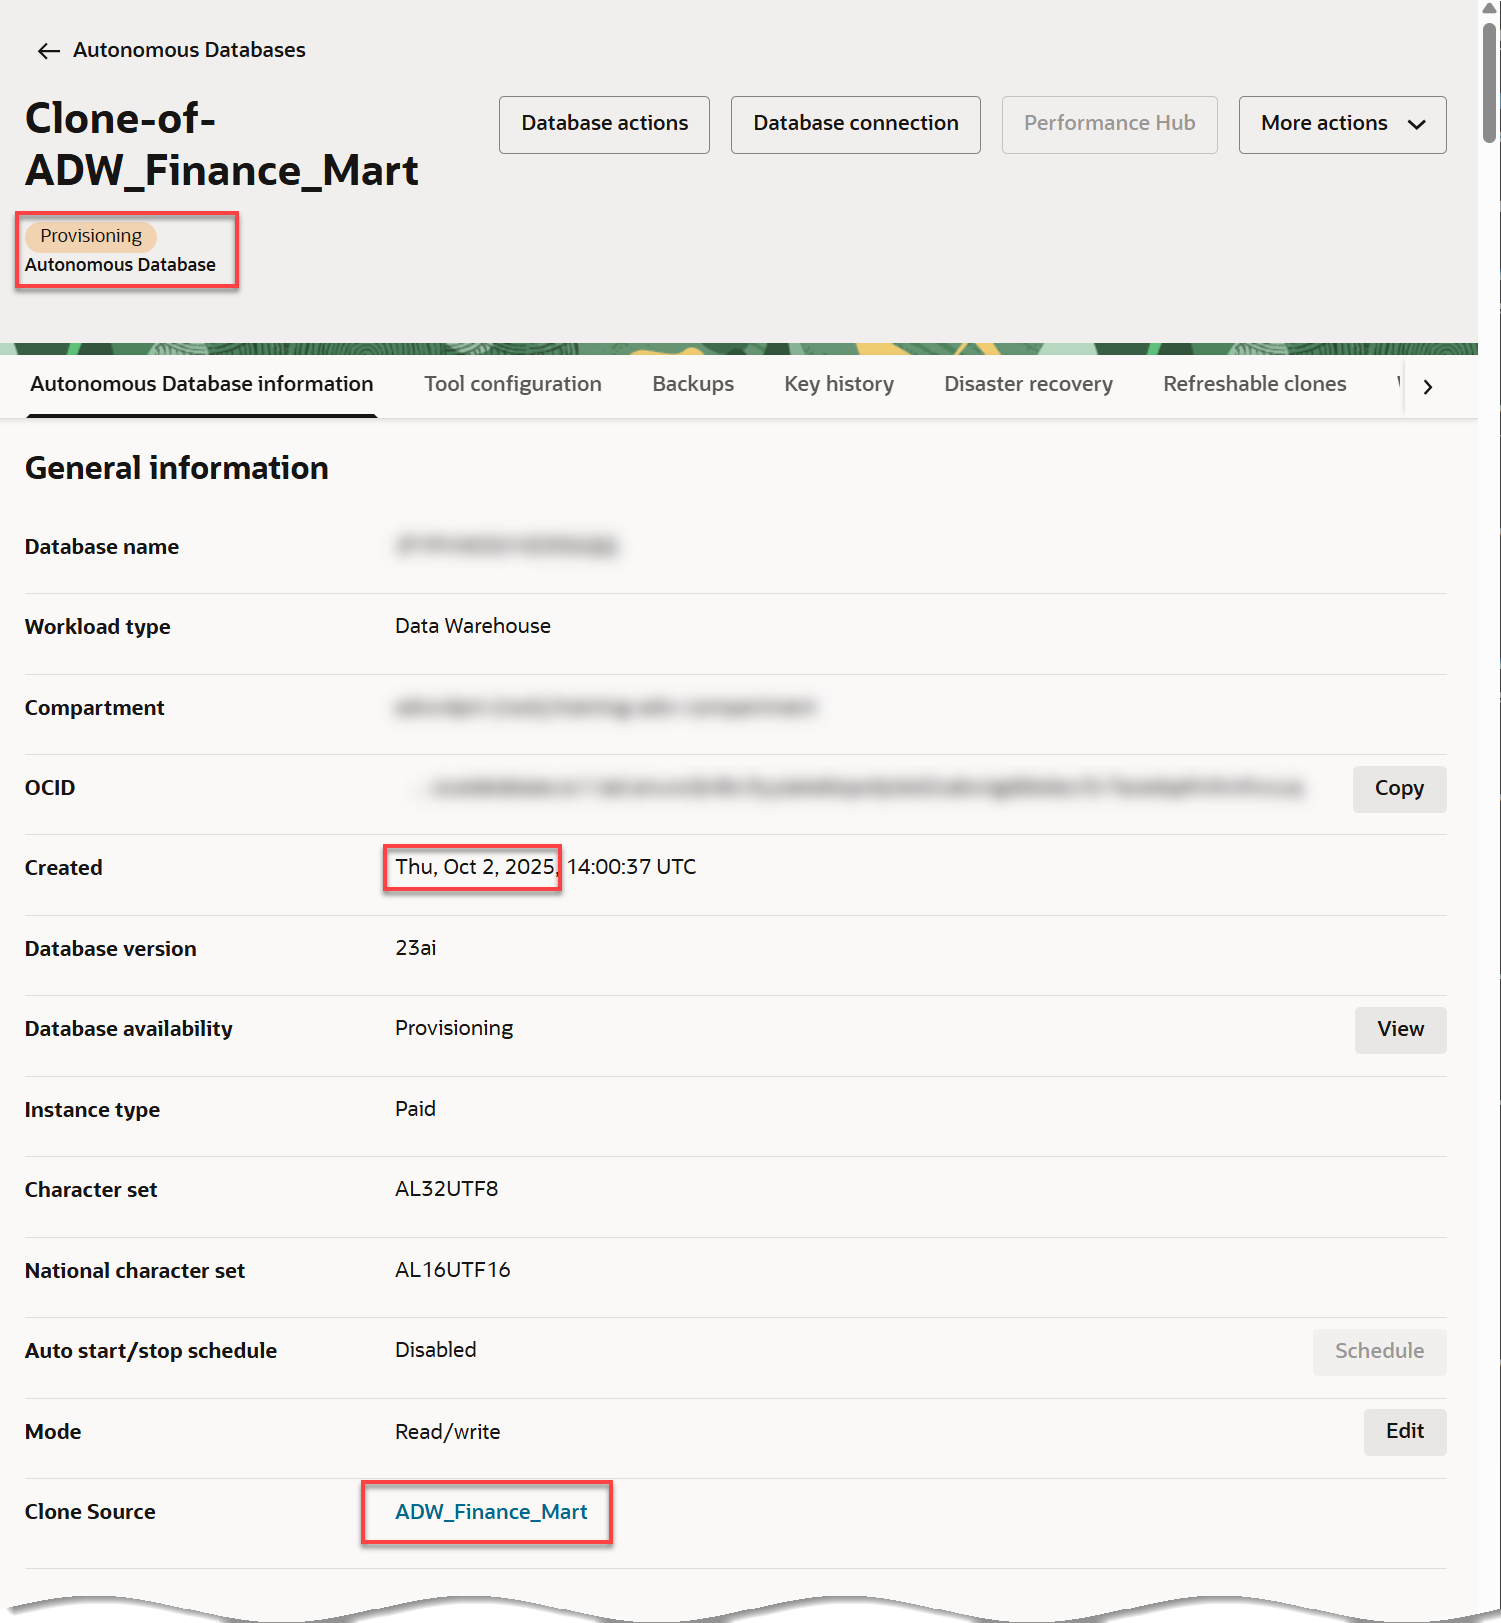 Autonomous Databases
Clone-of-
ADW_Finance_Mart
Database actions
Database connection
Performance Hub
More actions
Provisioning
Autonomous Database
Autonomous Database information
Tool configuration
Backups
Key history
Disaster recovery
Refreshable clones
General information
Database name
Workload type
Data Warehouse
Compartment
OCID
Copy
Created
Thu, Oct 2, 2025, 14:00:37 UTC
Database version
23ai
Database availability
Provisioning
View
Instance type
Paid
Character set
AL32UTF8
National character set
AL16UTF16
Auto start/stop schedule
Disabled
Schedule
Mode
Read/write
Edit
Clone Source
ADW_Finance_Mart